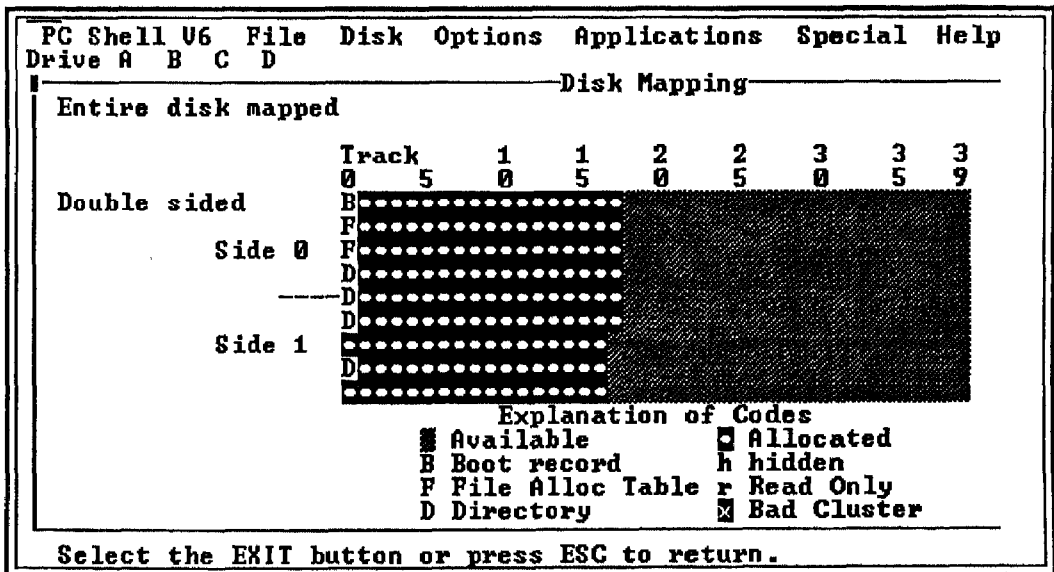 PC Shell V6 File Disk Options Applications Special Help
Drive A B C D
Disk Mapping
Entire disk mapped
Track 1 1 2 2 3 3 3
0 5 0 5 0 5 0 5 9
Double sided B
F
Side 0 F
D
D
D
Side 1
D
Explanation of Codes
Available Allocated
B Boot record h hidden
F File Alloc Table r Read Only
D Directory x Bad Cluster
Select the EXIT button or press ESC to return.